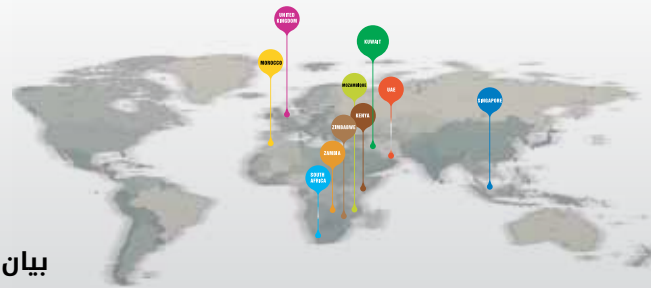 UNITED
KINGDOM
MOROCCO
KUWAIT
MOZAMBIQUE
UAE
SINGAPORE
KENYA
ZIMBABWE
ZAMBIA
SOUTH
AFRICA
بيان